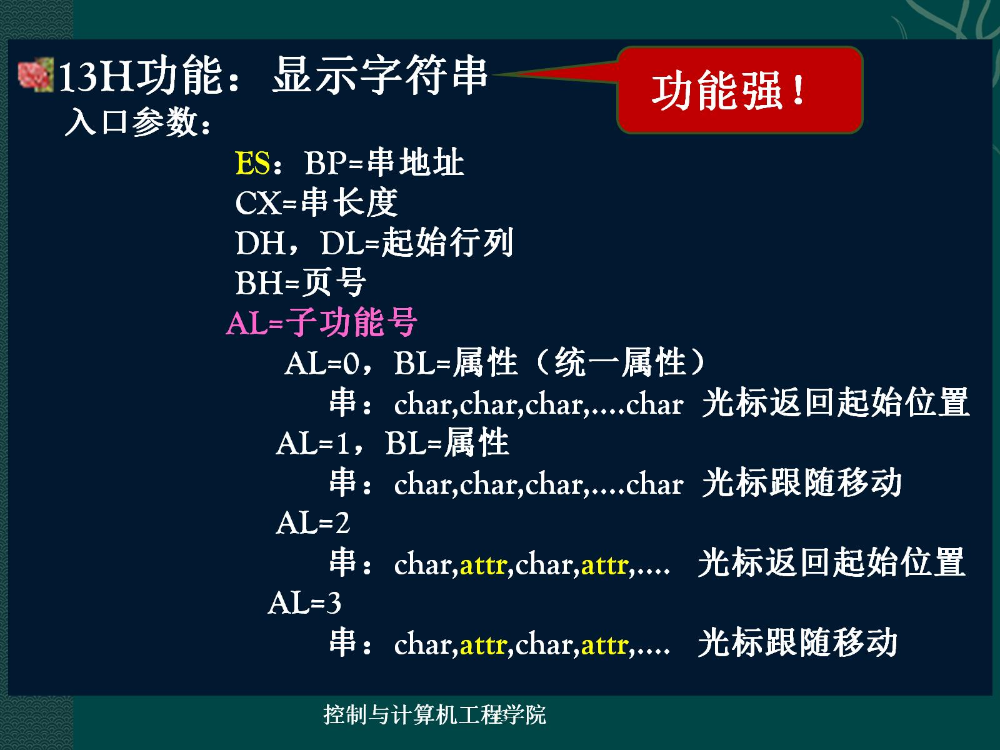 13H功能：显示字符串
功能强！
入口参数：
ES：BP=串地址
CX=串长度
DH，DL=起始行列
BH=页号
AL=子功能号
AL=0，BL=属性（统一属性）
串：char,char,char,....char 光标返回起始位置
AL=1，BL=属性
串：char,char,char,....char 光标跟随移动
AL=2
串：char,attr,char,attr,.... 光标返回起始位置
AL=3
串：char,attr,char,attr,.... 光标跟随移动
控制与计算机工程学院